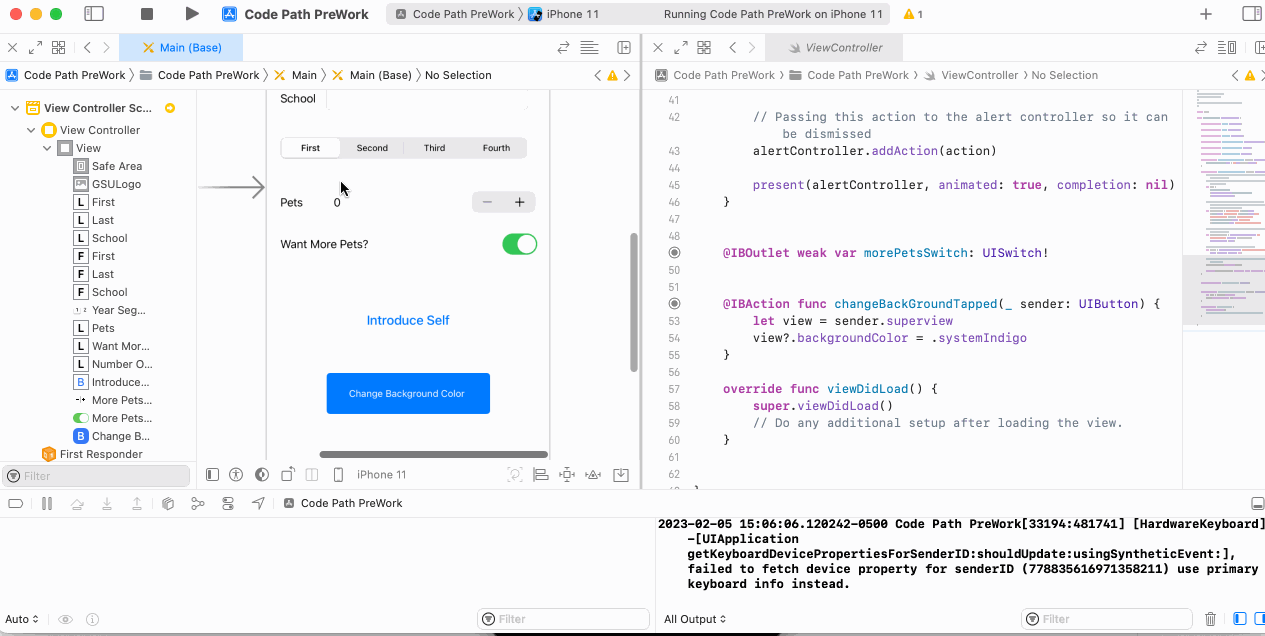 Code Path PreWork
Code Path PreWork
iPhone 11
Running Code Path PreWork on iPhone 11
1
Main (Base)
ViewController
Code Path PreWork
Code Path PreWork
Main
Main (Base)
No Selection
Code Path PreWork
Code Path PreWork
ViewController
No Selection
View Controller Sc...
View Controller
View
Safe Area
GSULogo
L First
L Last
L School
F First
F Last
F School
Year Seg...
L Pets
L Want Mor...
L Number O...
B Introduce...
More Pets...
More Pets...
B Change B...
First Responder
Filter
School
First Second Third Fourth
Pets 0 − +
Want More Pets?
Introduce Self
Change Background Color
iPhone 11
41
42 // Passing this action to the alert controller so it can
be dismissed
43 alertController.addAction(action)
44
45 present(alertController, animated: true, completion: nil)
46 }
47
48
@IBOutlet weak var morePetsSwitch: UISwitch!
50
51
@IBAction func changeBackGroundTapped(_ sender: UIButton) {
53 let view = sender.superview
54 view?.backgroundColor = .systemIndigo
55 }
56
57 override func viewDidLoad() {
58 super.viewDidLoad()
59 // Do any additional setup after loading the view.
60 }
61
62
Code Path PreWork
2023-02-05 15:06:06.120242-0500 Code Path PreWork[33194:481741] [HardwareKeyboard]
-[UIApplication
getKeyboardDevicePropertiesForSenderID:shouldUpdate:usingSyntheticEvent:],
failed to fetch device property for senderID (778835616971358211) use primary
keyboard info instead.
Auto
Filter
All Output
Filter